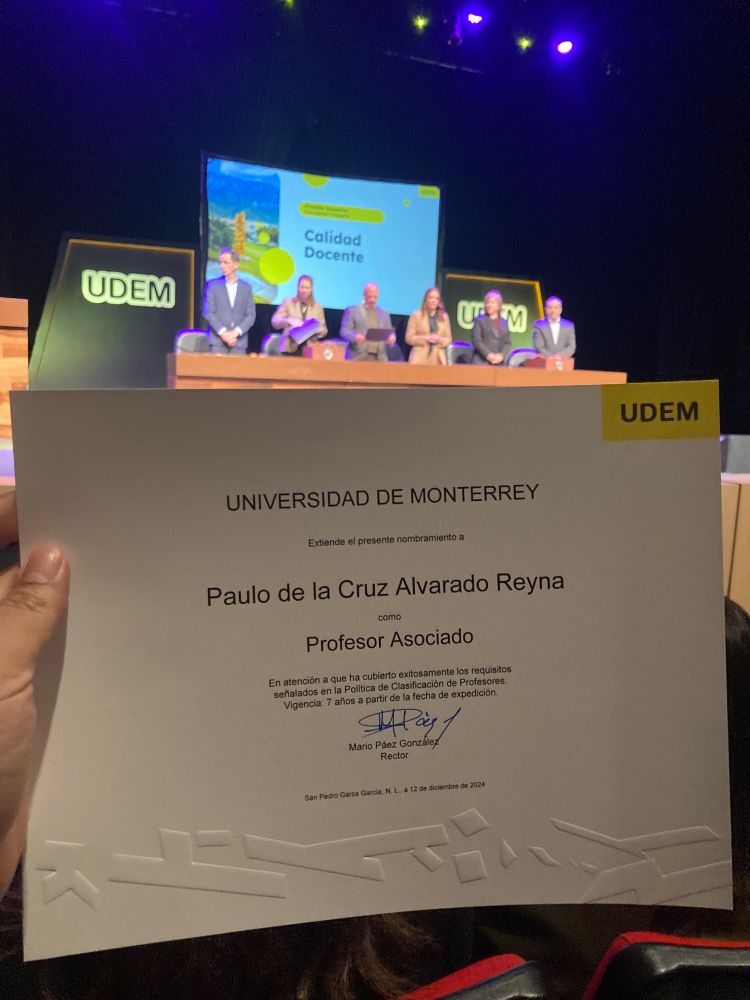 UDEM
Calidad
Docente
UDEM
UDEM
UNIVERSIDAD DE MONTERREY
Extiende el presente nombramiento a
Paulo de la Cruz Alvarado Reyna
como
Profesor Asociado
En atención a que ha cubierto exitosamente los requisitos
señalados en la Política de Clasificación de Profesores.
Vigencia: 7 años a partir de la fecha de expedición.
Mario Páez González
Rector
San Pedro Garza García, N. L., a 12 de diciembre de 2024